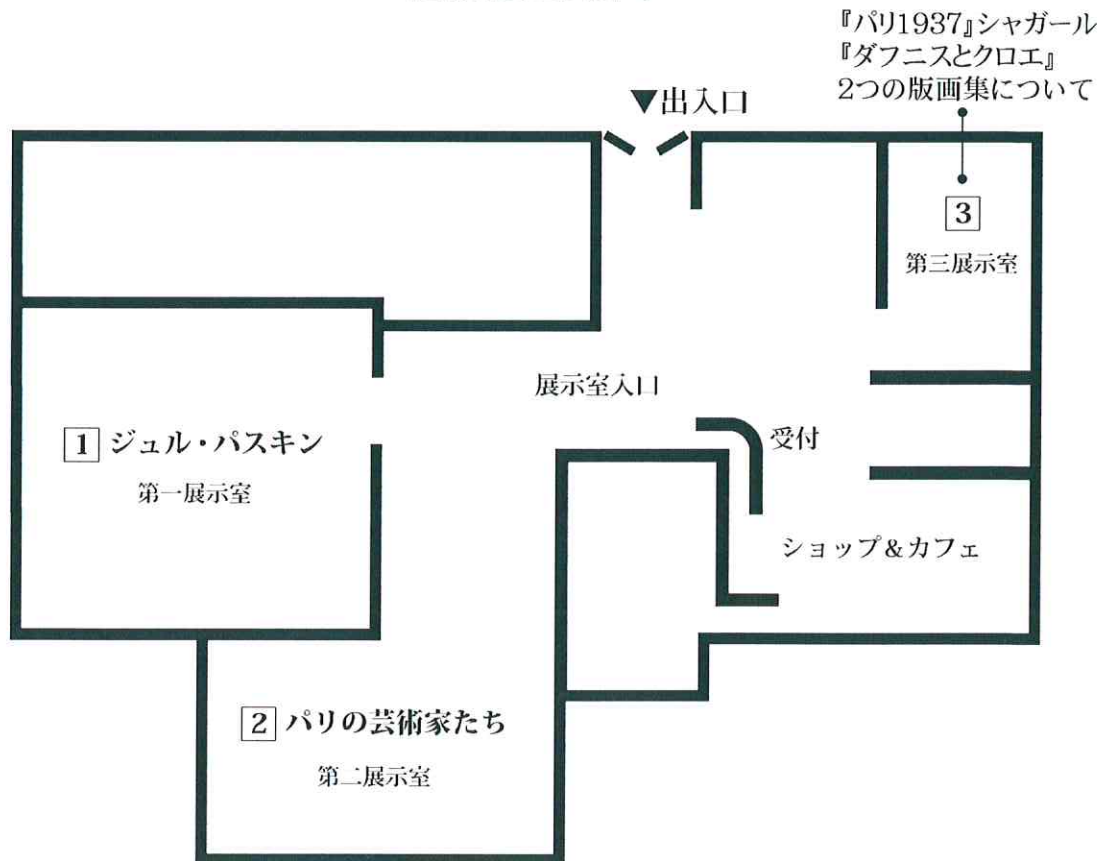 『パリ1937』シャガール
『ダフニスとクロエ』
2つの版画集について
▼出入口
3
第三展示室
展示室入口
受付
1 ジュル・パスキン
第一展示室
ショップ&カフェ
2 パリの芸術家たち
第二展示室